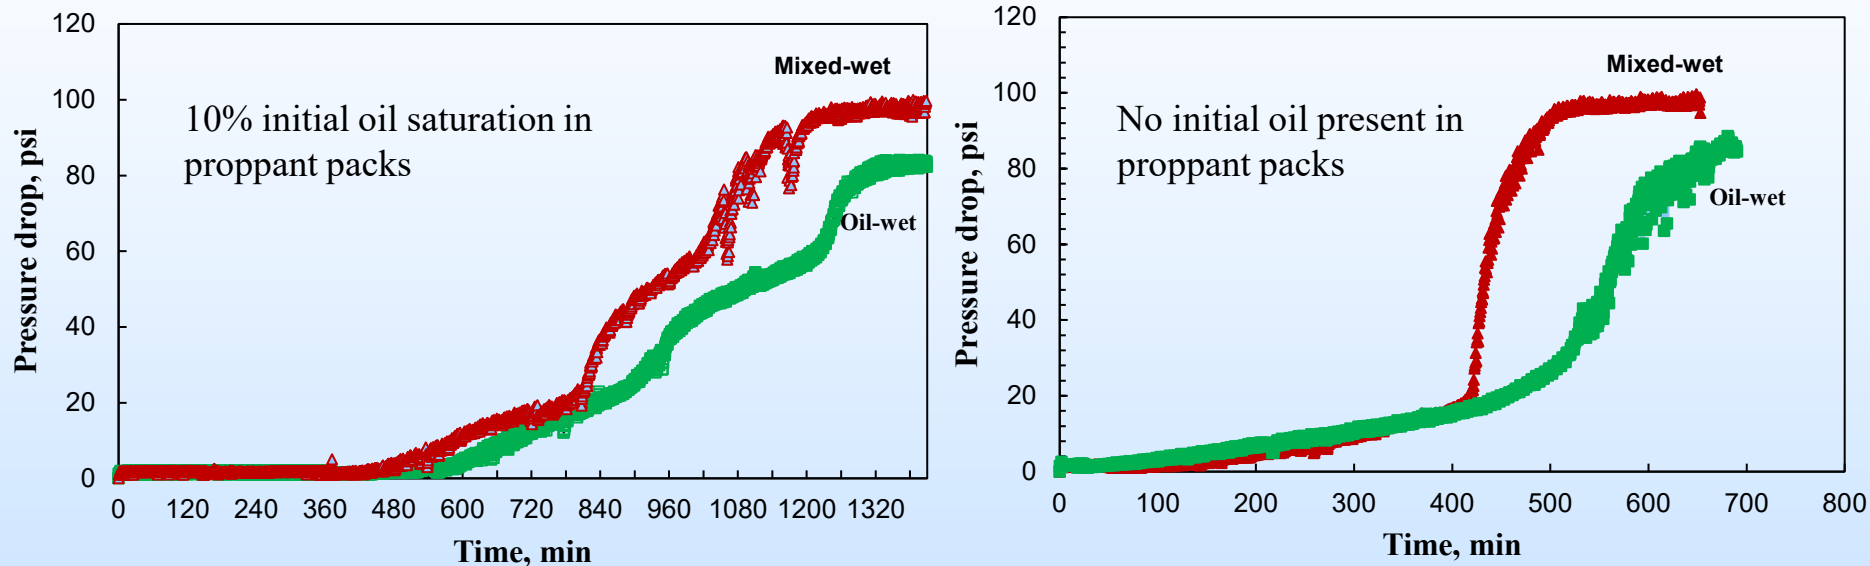 120
100
80
60
40
20
0
Pressure drop, psi
10% initial oil saturation in
proppant packs
Mixed-wet
Oil-wet
0 120 240 360 480 600 720 840 960 1080 1200 1320
Time, min
120
100
80
60
40
20
0
Pressure drop, psi
No initial oil present in
proppant packs
Mixed-wet
Oil-wet
0 100 200 300 400 500 600 700 800
Time, min